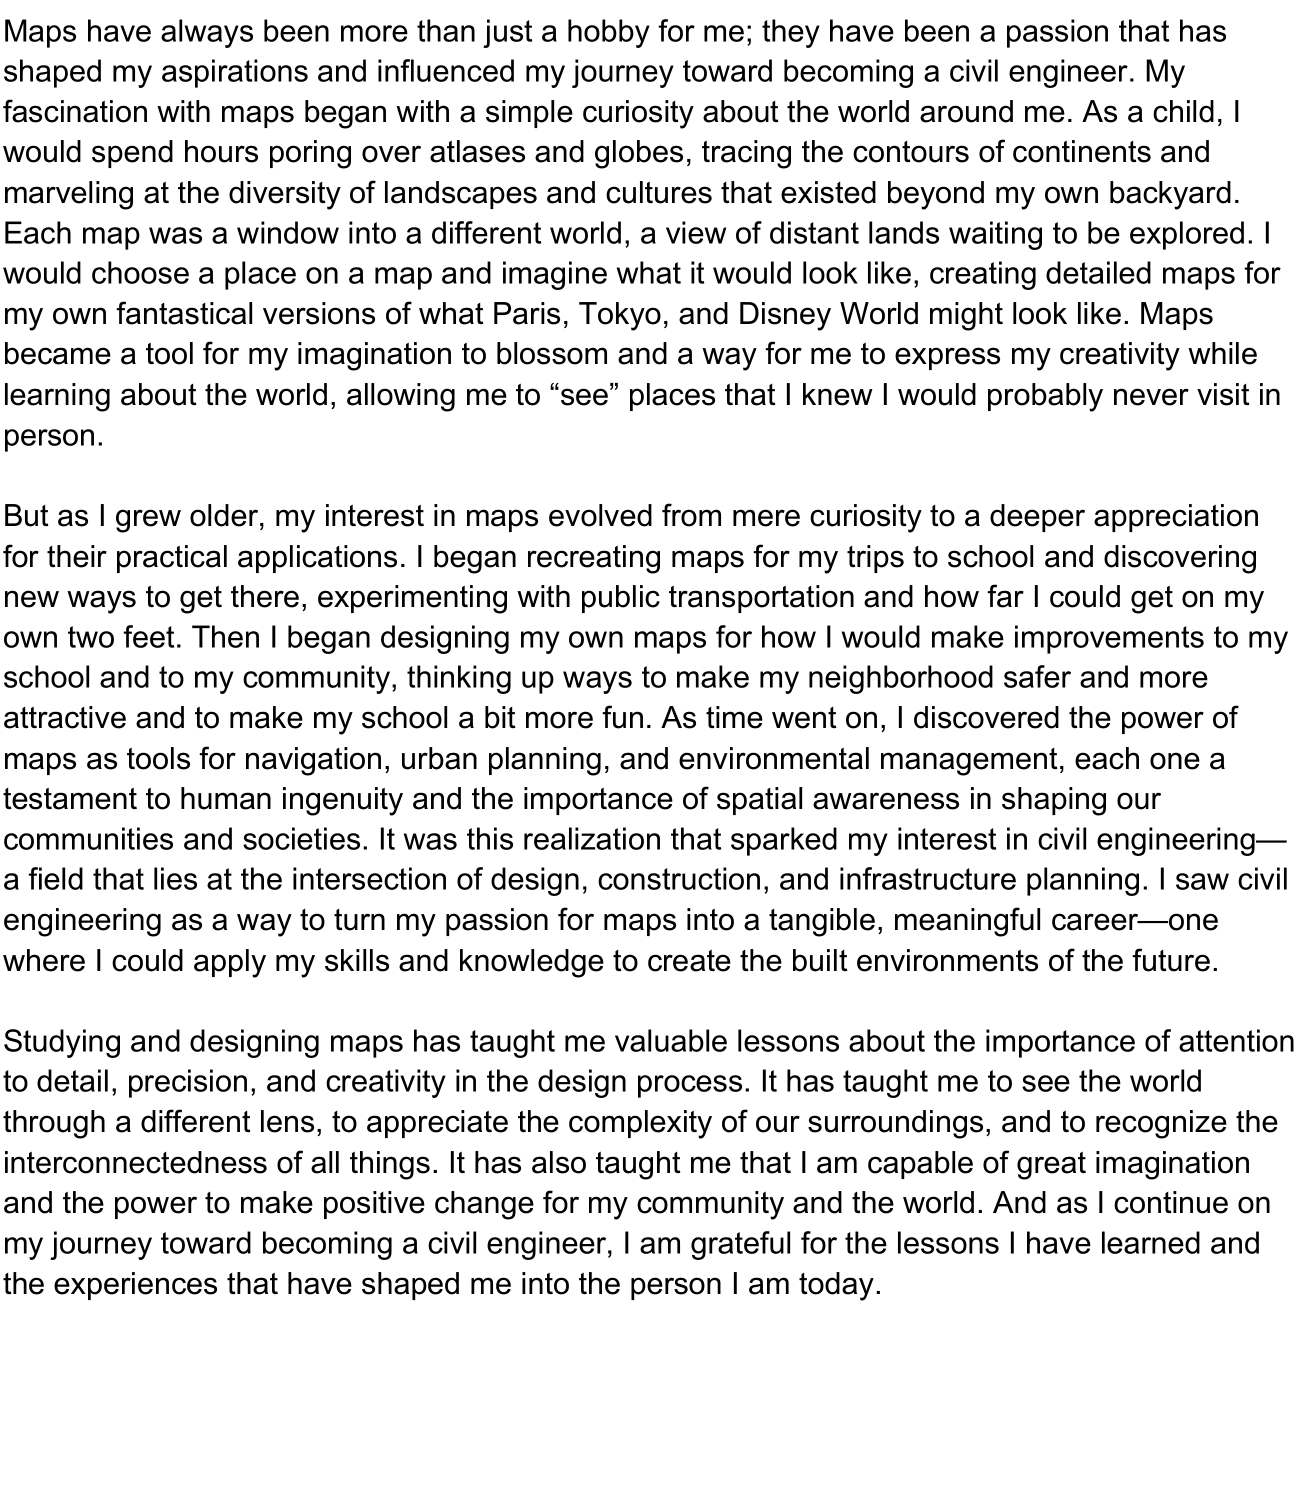 Maps have always been more than just a hobby for me; they have been a passion that has
shaped my aspirations and influenced my journey toward becoming a civil engineer. My
fascination with maps began with a simple curiosity about the world around me. As a child, I
would spend hours poring over atlases and globes, tracing the contours of continents and
marveling at the diversity of landscapes and cultures that existed beyond my own backyard.
Each map was a window into a different world, a view of distant lands waiting to be explored. I
would choose a place on a map and imagine what it would look like, creating detailed maps for
my own fantastical versions of what Paris, Tokyo, and Disney World might look like. Maps
became a tool for my imagination to blossom and a way for me to express my creativity while
learning about the world, allowing me to “see” places that I knew I would probably never visit in
person.

But as I grew older, my interest in maps evolved from mere curiosity to a deeper appreciation
for their practical applications. I began recreating maps for my trips to school and discovering
new ways to get there, experimenting with public transportation and how far I could get on my
own two feet. Then I began designing my own maps for how I would make improvements to my
school and to my community, thinking up ways to make my neighborhood safer and more
attractive and to make my school a bit more fun. As time went on, I discovered the power of
maps as tools for navigation, urban planning, and environmental management, each one a
testament to human ingenuity and the importance of spatial awareness in shaping our
communities and societies. It was this realization that sparked my interest in civil engineering—
a field that lies at the intersection of design, construction, and infrastructure planning. I saw civil
engineering as a way to turn my passion for maps into a tangible, meaningful career—one
where I could apply my skills and knowledge to create the built environments of the future.

Studying and designing maps has taught me valuable lessons about the importance of attention
to detail, precision, and creativity in the design process. It has taught me to see the world
through a different lens, to appreciate the complexity of our surroundings, and to recognize the
interconnectedness of all things. It has also taught me that I am capable of great imagination
and the power to make positive change for my community and the world. And as I continue on
my journey toward becoming a civil engineer, I am grateful for the lessons I have learned and
the experiences that have shaped me into the person I am today.